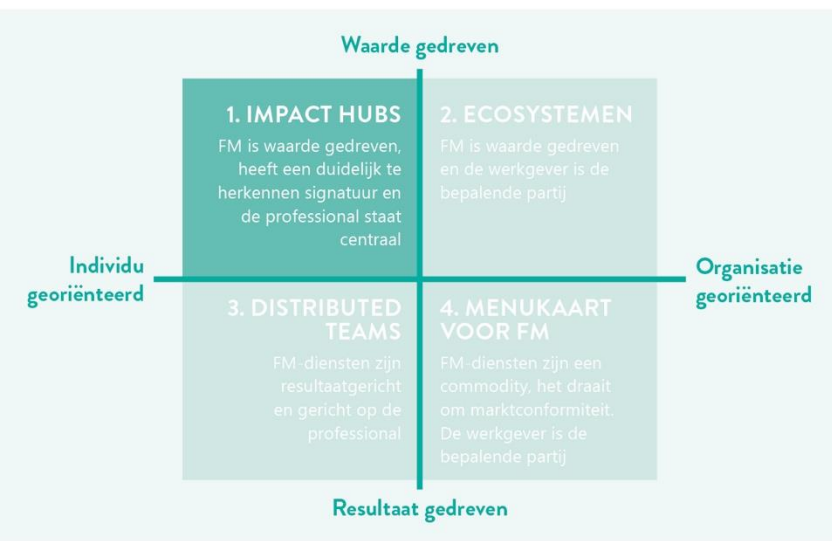 Waarde gedreven
1. IMPACT HUBS
FM is waarde gedreven,
heeft een duidelijk te
herkennen signatuur en
de professional staat
centraal
2. ECOSYSTEMEN
FM is waarde gedreven
en de werkgever is de
bepalende partij
Individu
georiënteerd
Organisatie
georiënteerd
3. DISTRIBUTED
TEAMS
FM-diensten zijn
resultaatgericht
en gericht op de
professional
4. MENUKAART
VOOR FM
FM-diensten zijn een
commodity, het draait
om marktconformiteit.
De werkgever is de
bepalende partij
Resultaat gedreven